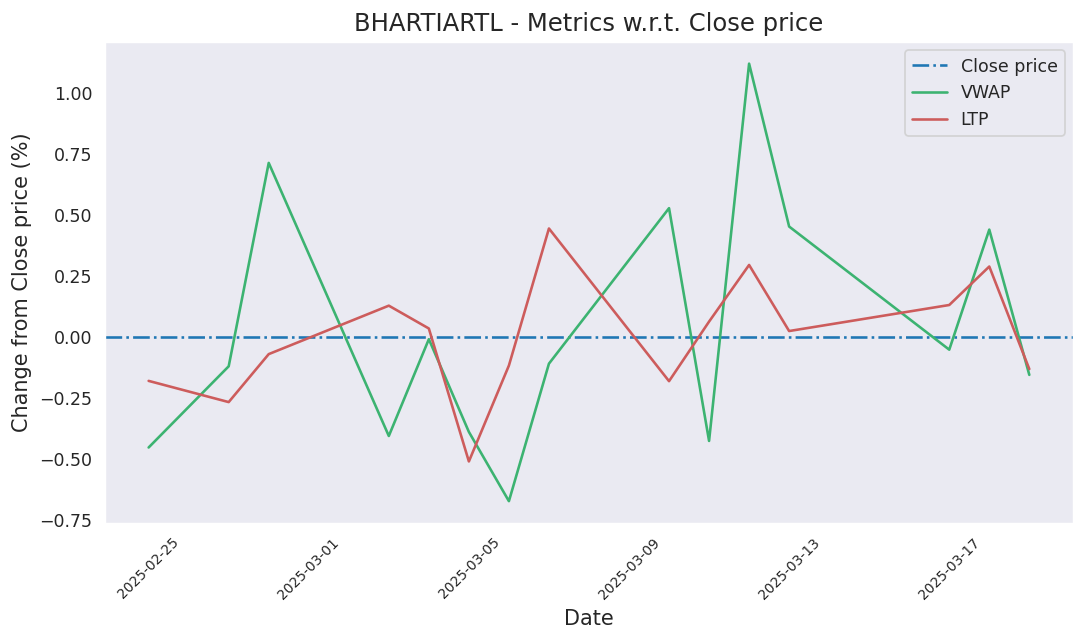 BHARTIARTL - Metrics w.r.t. Close price
Change from Close price (%)
1.00
0.75
0.50
0.25
0.00
−0.25
−0.50
−0.75
Close price
VWAP
LTP
2025-02-25
2025-03-01
2025-03-05
2025-03-09
2025-03-13
2025-03-17
Date